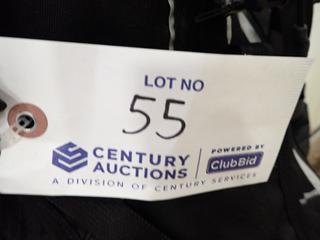 LOT NO
55
CENTURY
AUCTIONS
POWERED BY
ClubBid
A DIVISION OF CENTURY SERVICES